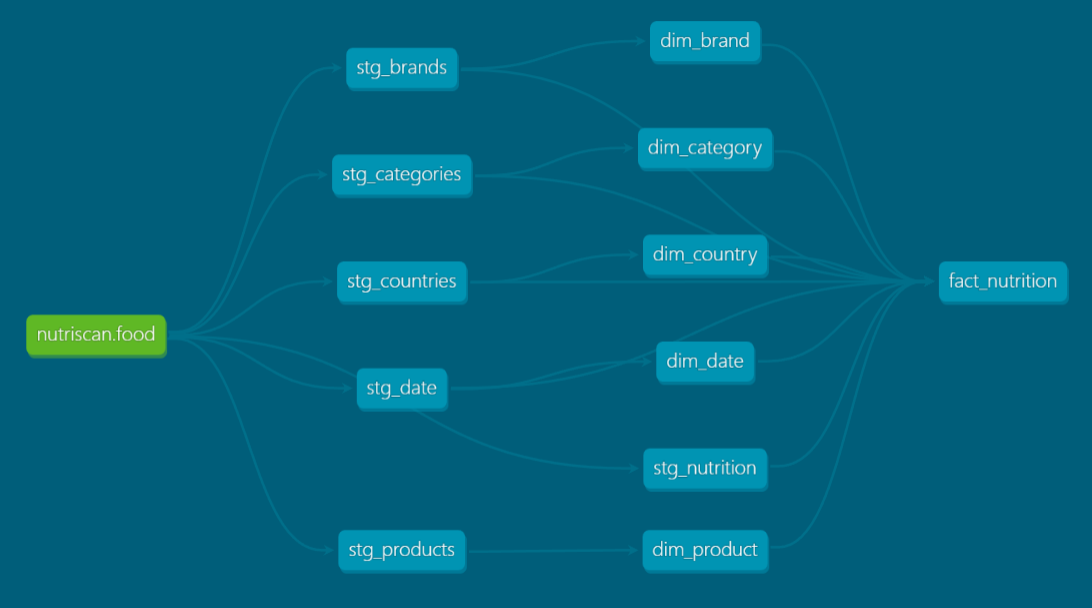 nutriscan.food
stg_brands
stg_categories
stg_countries
stg_date
stg_products
dim_brand
dim_category
dim_country
dim_date
stg_nutrition
dim_product
fact_nutrition